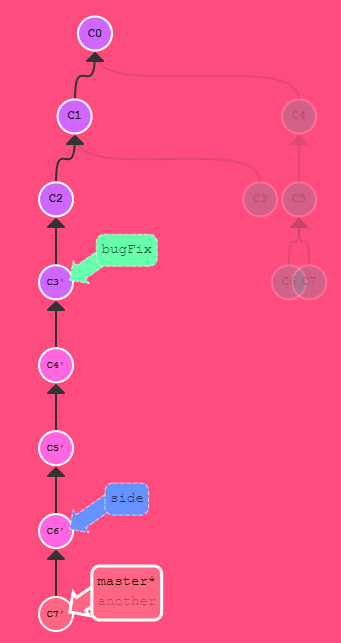 C0
C1
C4
C2
C3
C5
bugFix
C3'
C6 C7
C4'
C5'
side
C6'
master*
another
C7'